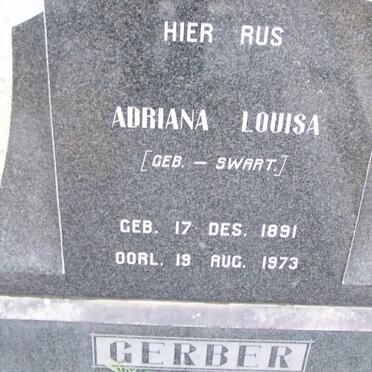 HIER RUS
ADRIANA LOUISA
[GEB. — SWART.]
GEB. 17 DES. 1891
OORL. 19 AUG. 1973
GERBER